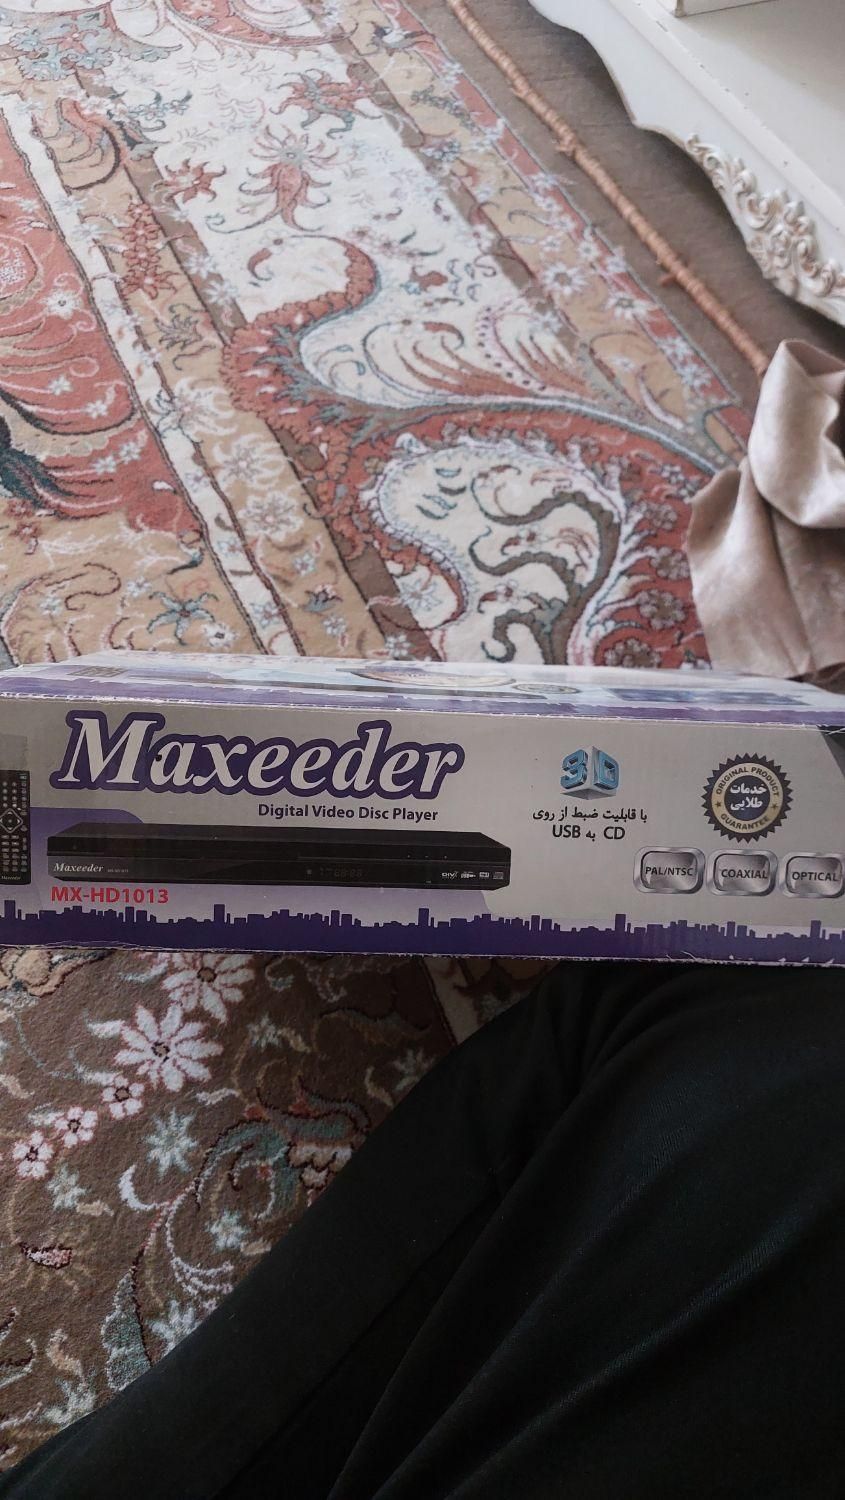 Maxeeder
Digital Video Disc Player
Maxeeder
MX-HD1013
3D
با قابلیت ضبط از روی
CD به USB
ORIGINAL PRODUCT
خدمات
طلایی
GUARANTEE
PAL/NTSC
COAXIAL
OPTICAL